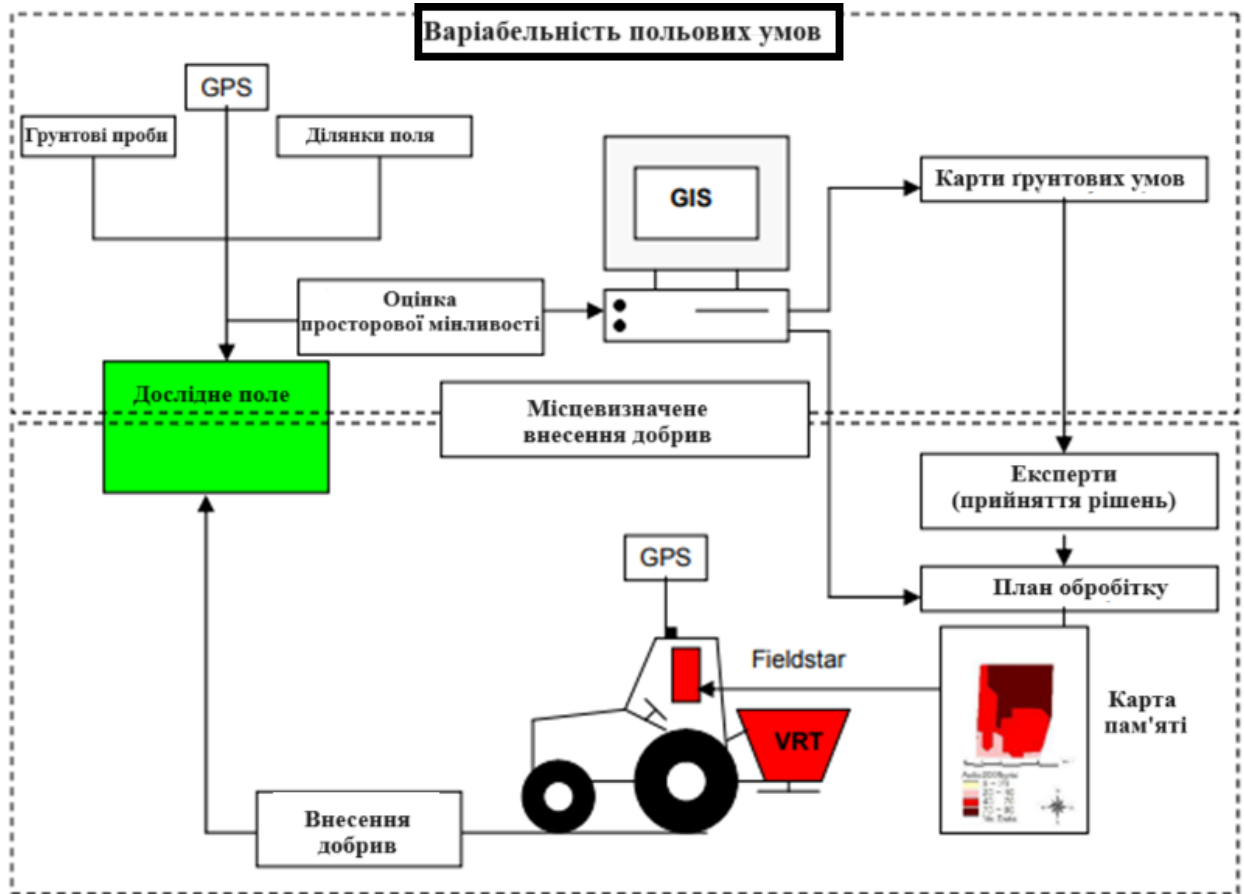 Варіабельність польових умов
GPS
Грунтові проби
Ділянки поля
GIS
Карти ґрунтових умов
Оцінка
просторової мінливості
Дослідне поле
Місцевизначене
внесення добрив
Експерти
(прийняття рішень)
GPS
План обробітку
Fieldstar
Карта
пам'яті
VRT
Внесення
добрив